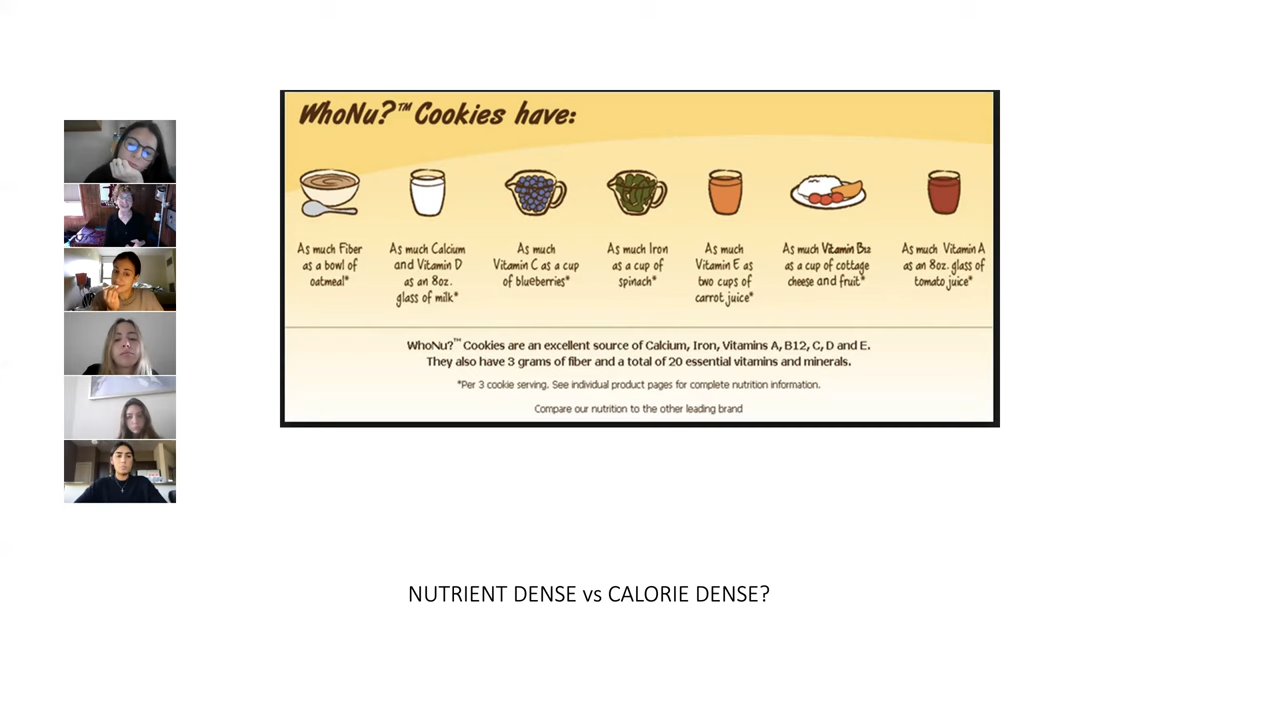 WhoNu?™ Cookies have:
As much Fiber
as a bowl of
oatmeal*
As much Calcium
and Vitamin D
as an 8oz.
glass of milk*
As much
Vitamin C as a cup
of blueberries*
As much Iron
as a cup of
spinach*
As much
Vitamin E as
two cups of
carrot juice*
As much Vitamin B12
as a cup of cottage
cheese and fruit*
As much Vitamin A
as an 8oz. glass of
tomato juice*
WhoNu?™ Cookies are an excellent source of Calcium, Iron, Vitamins A, B12, C, D and E.
They also have 3 grams of fiber and a total of 20 essential vitamins and minerals.
*Per 3 cookie serving. See individual product pages for complete nutrition information.
Compare our nutrition to the other leading brand
NUTRIENT DENSE vs CALORIE DENSE?